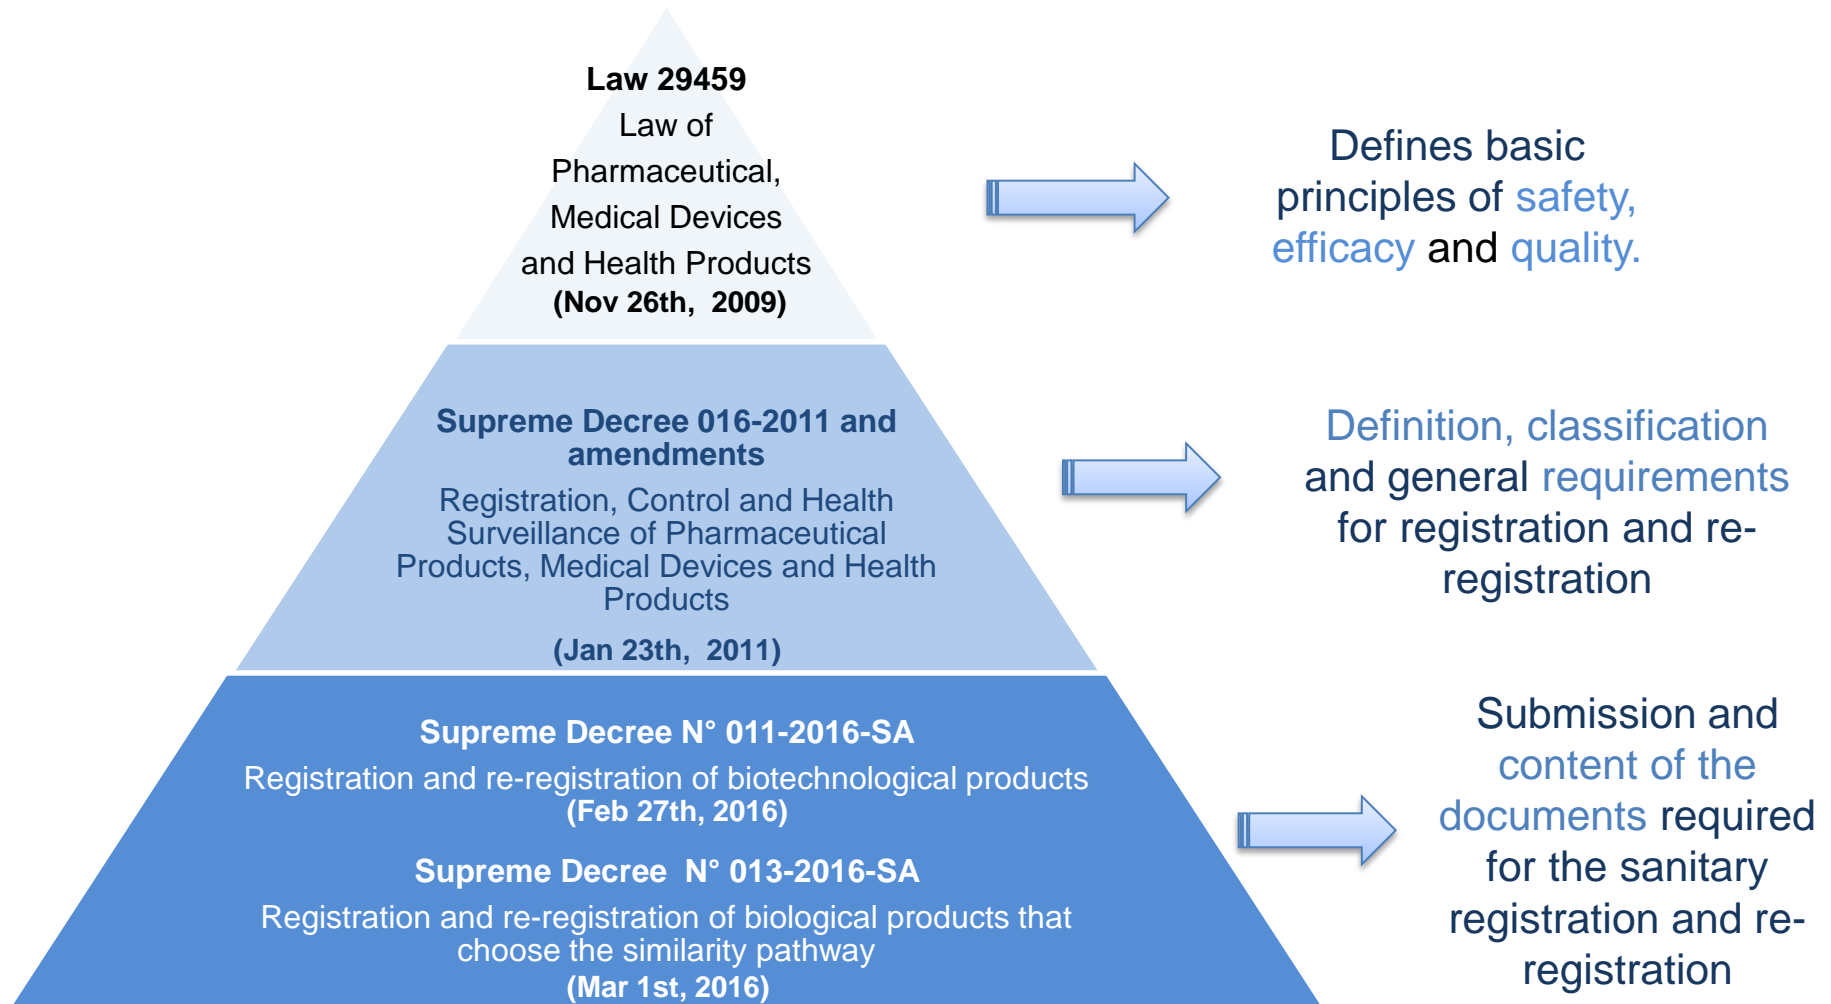 Law 29459
Law of
Pharmaceutical,
Medical Devices
and Health Products
(Nov 26th,  2009)
Defines basic
principles of safety,
efficacy and quality.
Supreme Decree 016-2011 and
amendments
Registration, Control and Health
Surveillance of Pharmaceutical
Products, Medical Devices and Health
Products
(Jan 23th,  2011)
Definition, classification
and general requirements
for registration and re-
registration
Supreme Decree N° 011-2016-SA
Registration and re-registration of biotechnological products
(Feb 27th, 2016)
Supreme Decree  N° 013-2016-SA
Registration and re-registration of biological products that
choose the similarity pathway
(Mar 1st, 2016)
Submission and
content of the
documents required
for the sanitary
registration and re-
registration